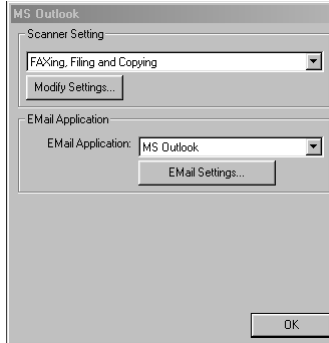 MS Outlook
Scanner Setting
FAXing, Filing and Copying
Modify Settings...
EMail Application
EMail Application: MS Outlook
EMail Settings...
OK